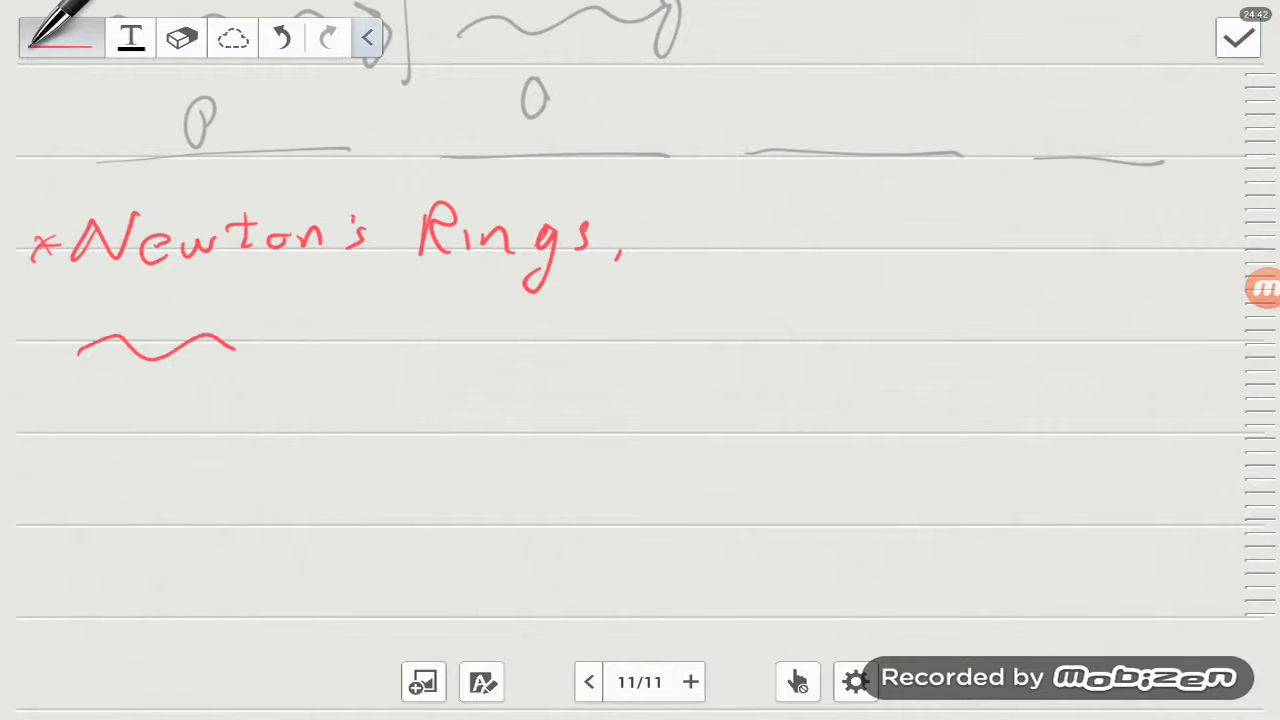 24:42
T
P
O
*Newton's Rings,
A
11/11
Recorded by mobizen